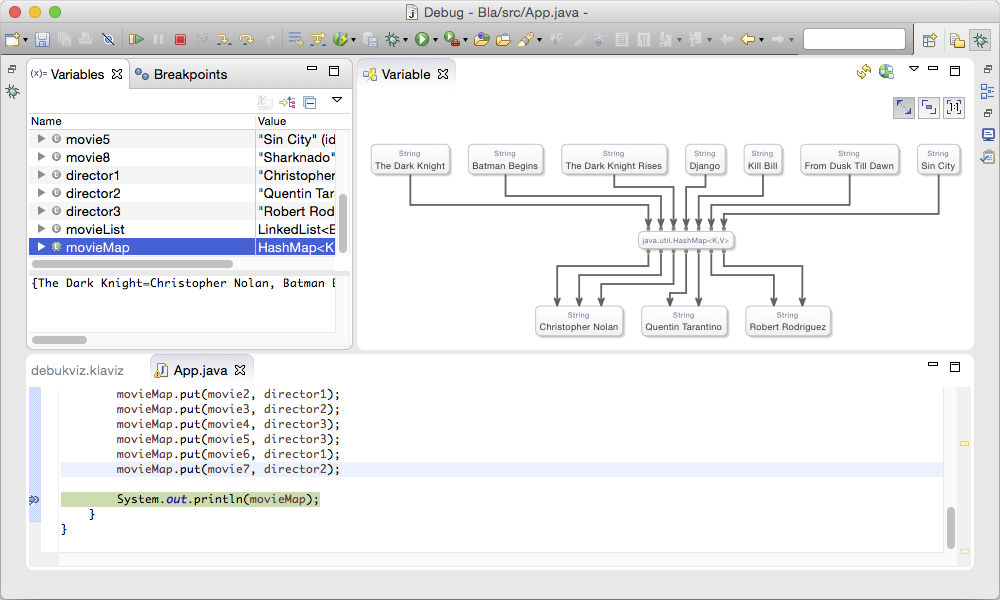 Debug - Bla/src/App.java -
(x)= Variables
Breakpoints
Name Value
movie5 "Sin City" (id
movie8 "Sharknado"
director1 "Christopher
director2 "Quentin Tar
director3 "Robert Rod
movieList LinkedList<E
movieMap HashMap<K
{The Dark Knight=Christopher Nolan, Batman B
Variable
String
The Dark Knight
String
Batman Begins
String
The Dark Knight Rises
String
Django
String
Kill Bill
String
From Dusk Till Dawn
String
Sin City
java.util.HashMap<K,V>
String
Christopher Nolan
String
Quentin Tarantino
String
Robert Rodriguez
debukviz.klaviz
App.java
movieMap.put(movie2, director1);
movieMap.put(movie3, director2);
movieMap.put(movie4, director3);
movieMap.put(movie5, director3);
movieMap.put(movie6, director1);
movieMap.put(movie7, director2);
System.out.println(movieMap);
}
}